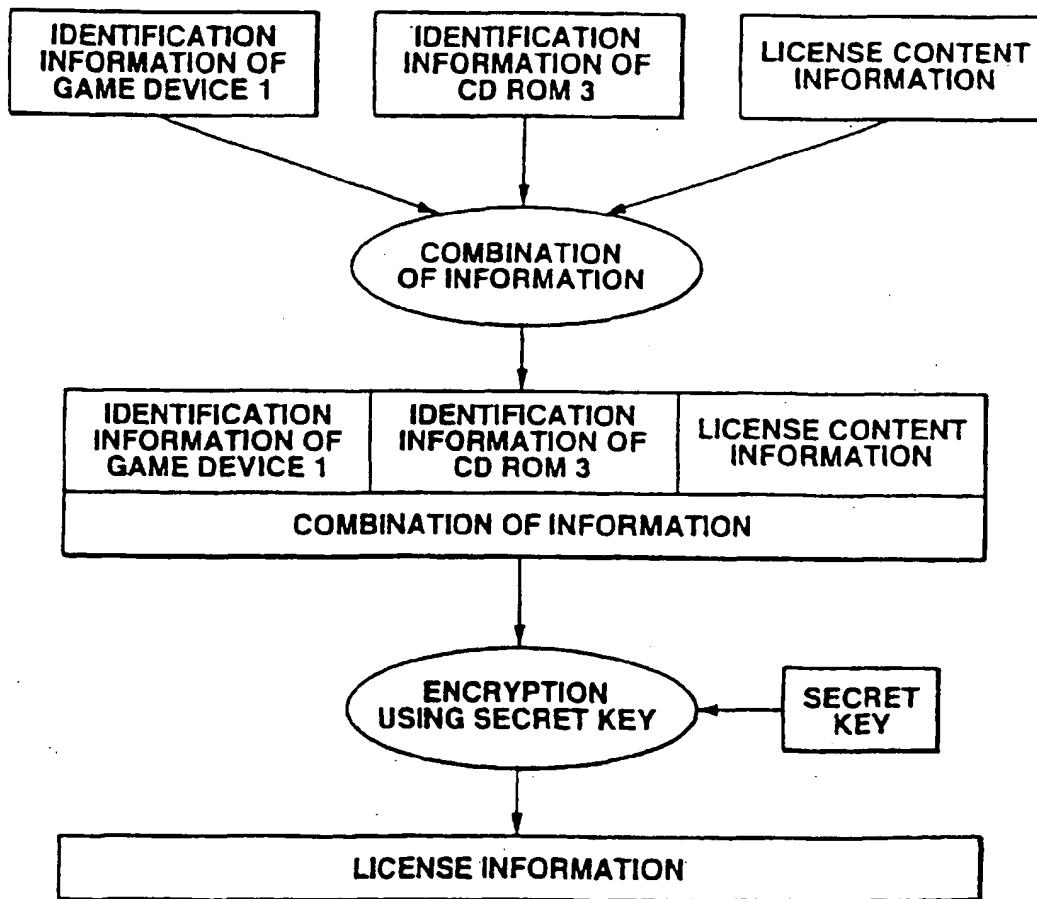 IDENTIFICATION
INFORMATION OF
GAME DEVICE 1
IDENTIFICATION
INFORMATION OF
CD ROM 3
LICENSE CONTENT
INFORMATION
COMBINATION
OF INFORMATION
IDENTIFICATION
INFORMATION OF
GAME DEVICE 1
IDENTIFICATION
INFORMATION OF
CD ROM 3
LICENSE CONTENT
INFORMATION
COMBINATION OF INFORMATION
ENCRYPTION
USING SECRET KEY
SECRET
KEY
LICENSE INFORMATION